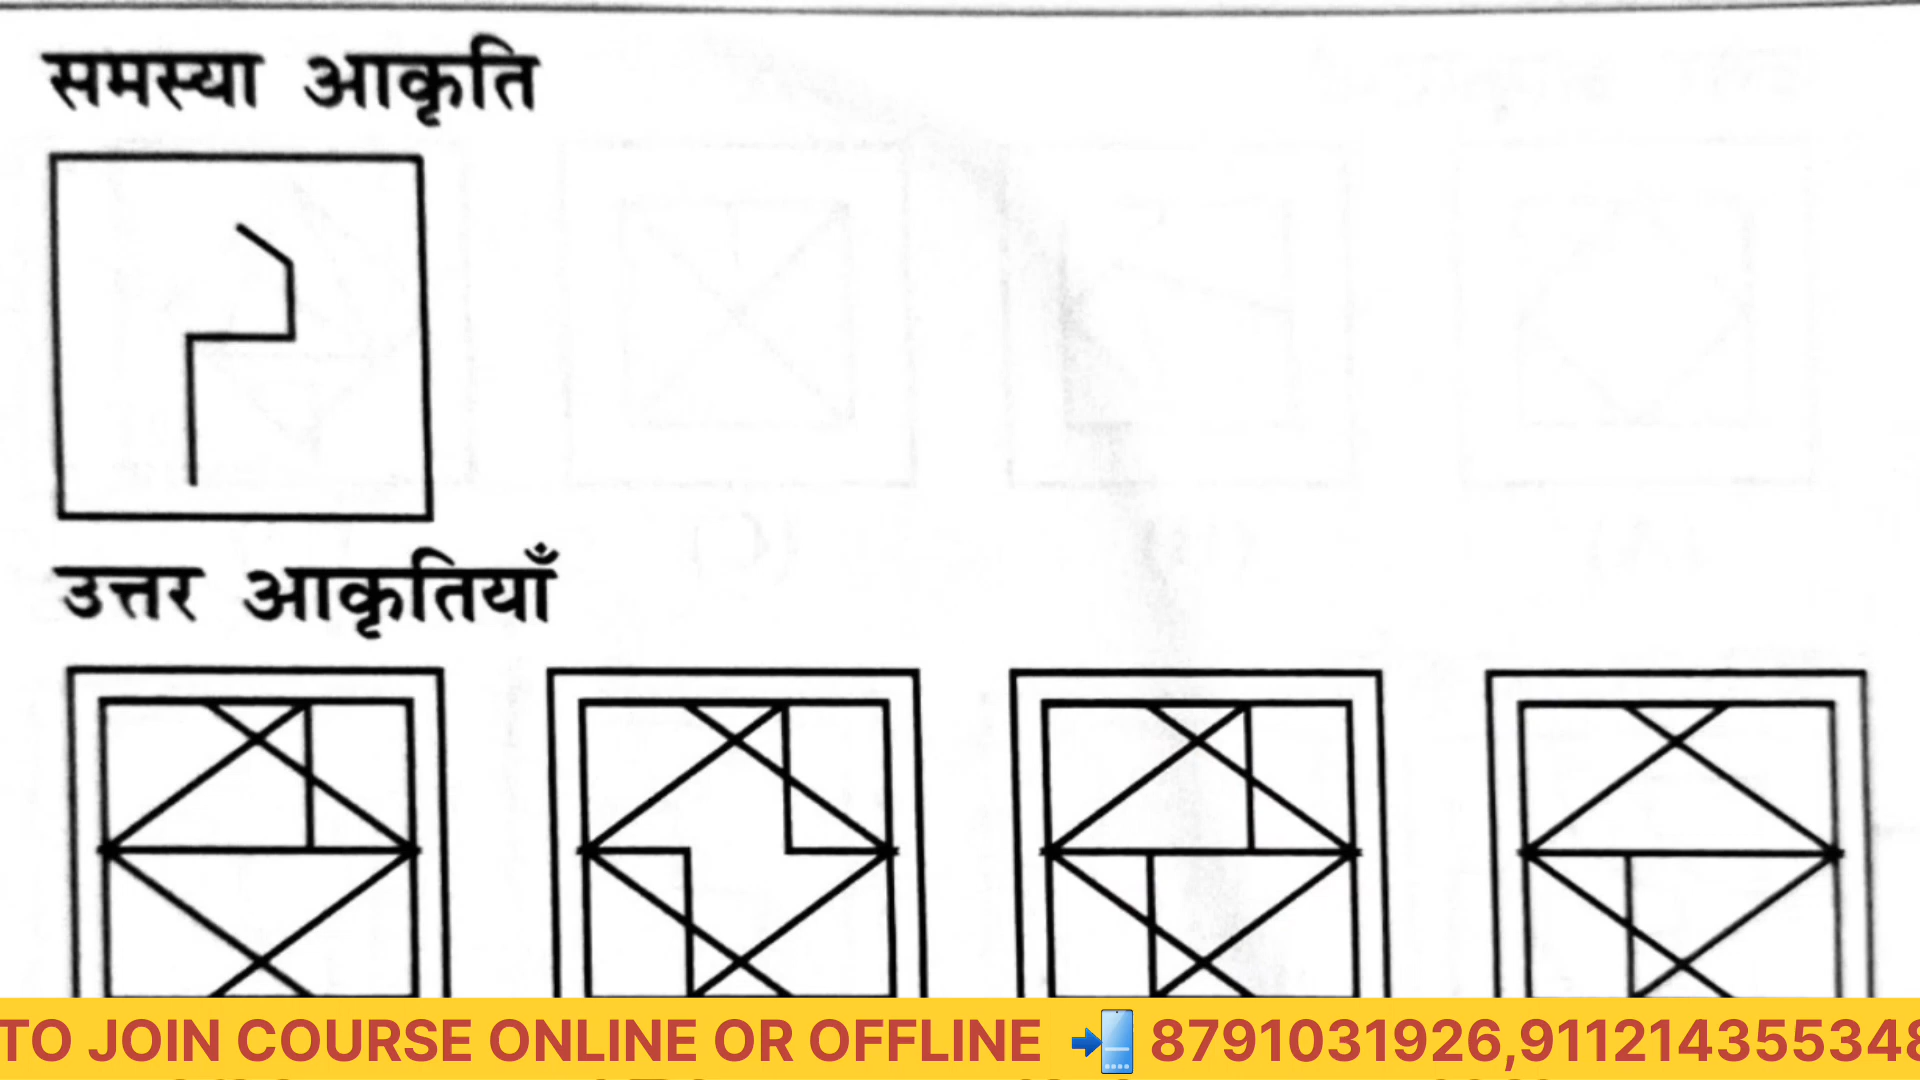 समस्या आकृति
उत्तर आकृतियाँ
TO JOIN COURSE ONLINE OR OFFLINE 📲 8791031926,911214355348